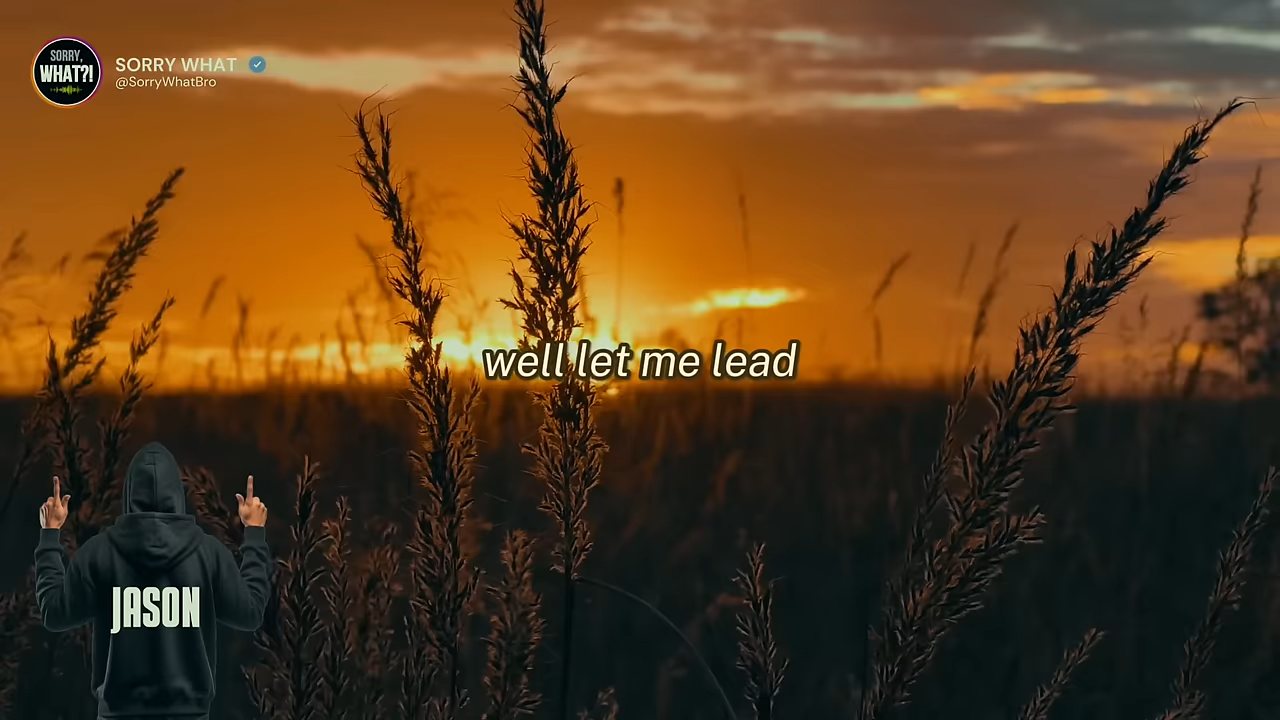 SORRY,
WHAT?!
SORRY WHAT
@SorryWhatBro
well let me lead
JASON